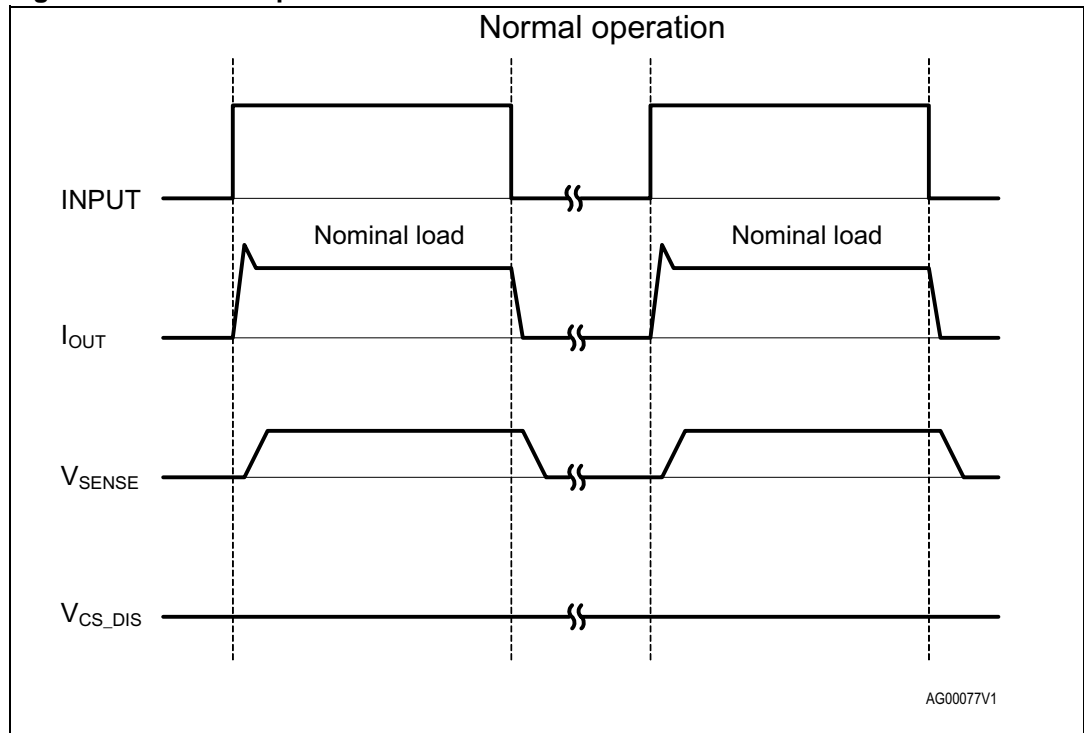 Normal operation
INPUT
Nominal load Nominal load
IOUT
VSENSE
VCS_DIS
AG00077V1